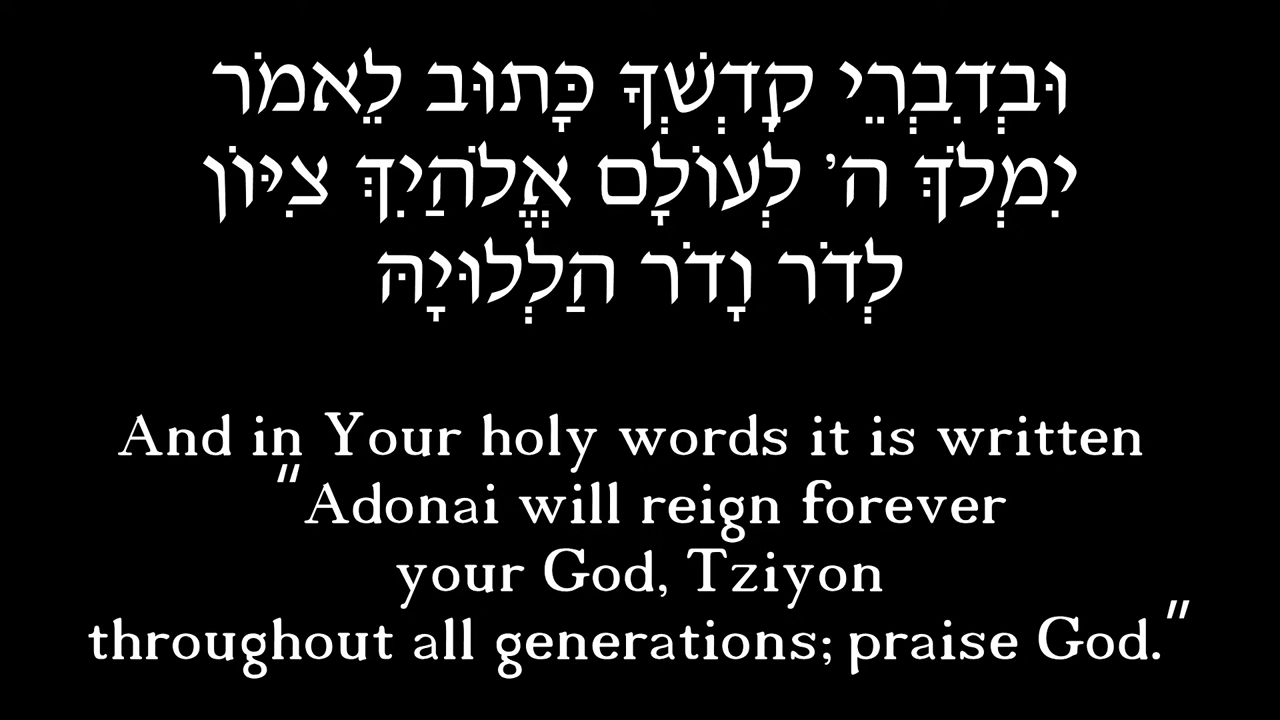 וּבְדִבְרֵי קָדְשְׁךָ כָּתוּב לֵאמֹר
יִמְלֹךְ ה' לְעוֹלָם אֱלֹהַיִךְ צִיּוֹן
לְדֹר וָדֹר הַלְלוּיָהּ
And in Your holy words it is written
"Adonai will reign forever
your God, Tziyon
throughout all generations; praise God."